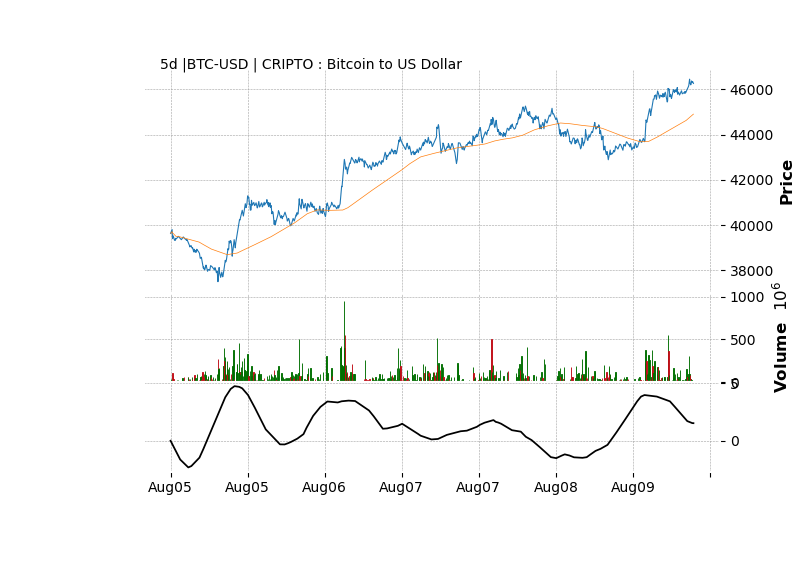 5d |BTC-USD | CRIPTO : Bitcoin to US Dollar
46000
44000
42000
40000
38000
Price
1000
500
0
Volume 10^6
5
0
Aug05 Aug05 Aug06 Aug07 Aug07 Aug08 Aug09